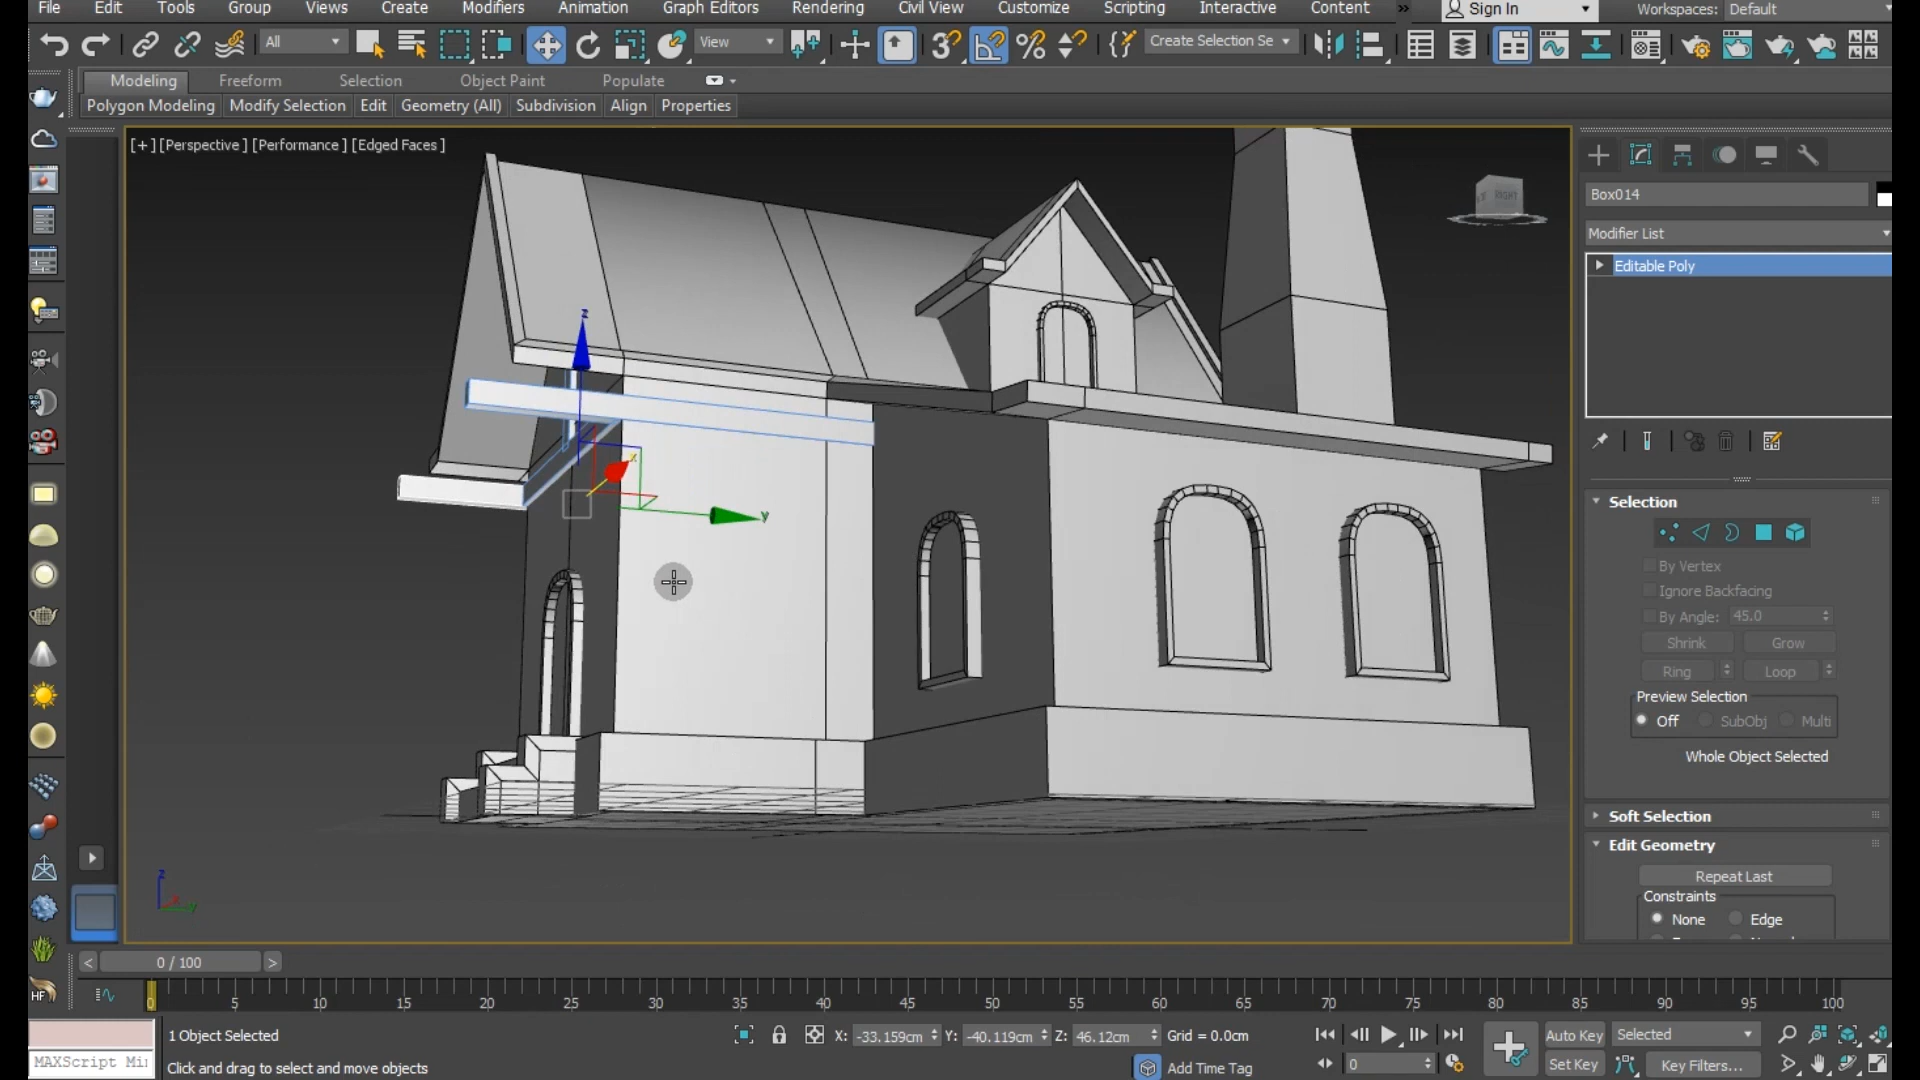 File Edit Tools Group Views Create Modifiers Animation Graph Editors Rendering Civil View Customize Scripting Interactive Content » Sign In Workspaces: Default
All View Create Selection Se
Modeling Freeform Selection Object Paint Populate
Polygon Modeling Modify Selection Edit Geometry (All) Subdivision Align Properties
[+] [Perspective ] [Performance ] [Edged Faces ]
RIGHT
Box014
Modifier List
Editable Poly
z
x
y
Selection
By Vertex
Ignore Backfacing
By Angle: 45.0
Shrink Grow
Ring Loop
Preview Selection
Off SubObj Multi
Whole Object Selected
Soft Selection
Edit Geometry
Repeat Last
Constraints
None Edge
z
x
y
< 0 / 100 >
HF
0 5 10 15 20 25 30 35 40 45 50 55 60 65 70 75 80 85 90 95 100
1 Object Selected X: -33.159cm Y: -40.119cm Z: 46.12cm Grid = 0.0cm Auto Key Selected
MAXScript Mi Click and drag to select and move objects Add Time Tag 0 Set Key Key Filters...